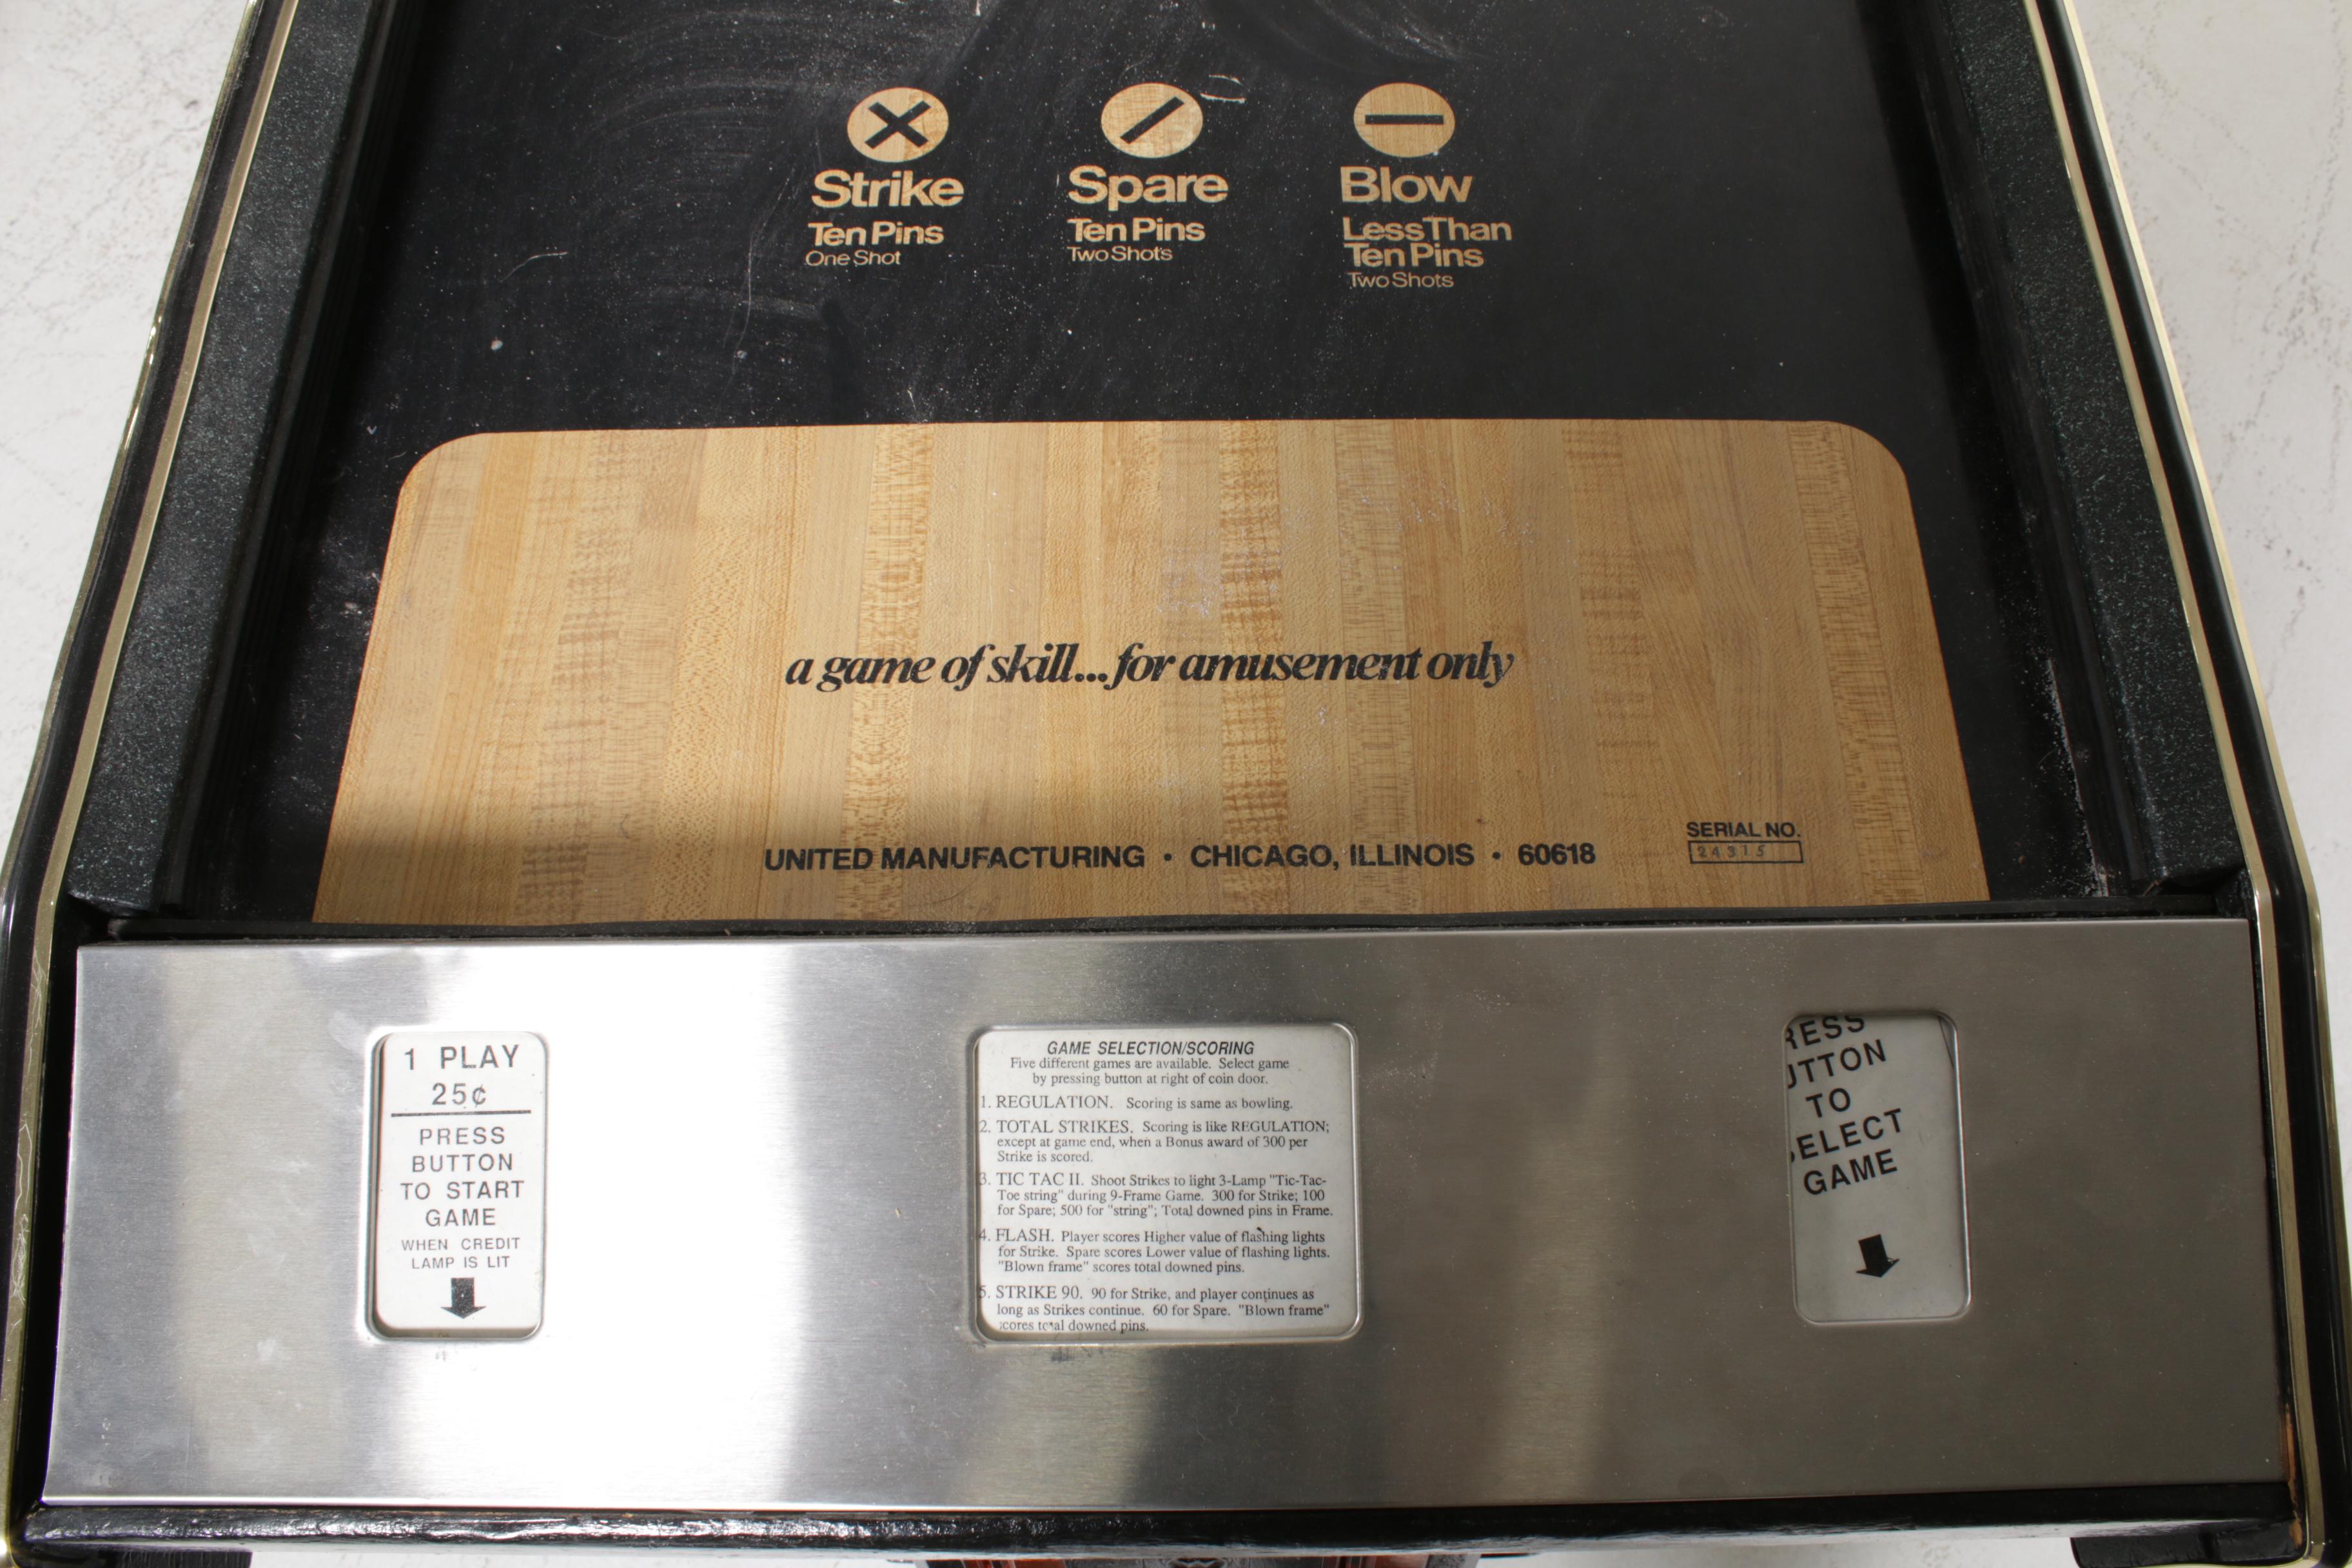 Strike
Ten Pins
One Shot
Spare
Ten Pins
Two Shots
Blow
Less Than
Ten Pins
Two Shots
a game of skill...for amusement only
UNITED MANUFACTURING • CHICAGO, ILLINOIS • 60618
SERIAL NO.
24315
1 PLAY
25¢
PRESS
BUTTON
TO START
GAME
WHEN CREDIT
LAMP IS LIT
GAME SELECTION/SCORING
Five different games are available. Select game
by pressing button at right of coin door.
1. REGULATION. Scoring is same as bowling.
2. TOTAL STRIKES. Scoring is like REGULATION;
except at game end, when a Bonus award of 300 per
Strike is scored.
3. TIC TAC II. Shoot Strikes to light 3-Lamp "Tic-Tac-
Toe string" during 9-Frame Game. 300 for Strike; 100
for Spare; 500 for "string"; Total downed pins in Frame.
4. FLASH. Player scores Higher value of flashing lights
for Strike. Spare scores Lower value of flashing lights.
"Blown frame" scores total downed pins.
5. STRIKE 90. 90 for Strike, and player continues as
long as Strikes continue. 60 for Spare. "Blown frame"
scores total downed pins.
RESS
UTTON
TO
ELECT
GAME